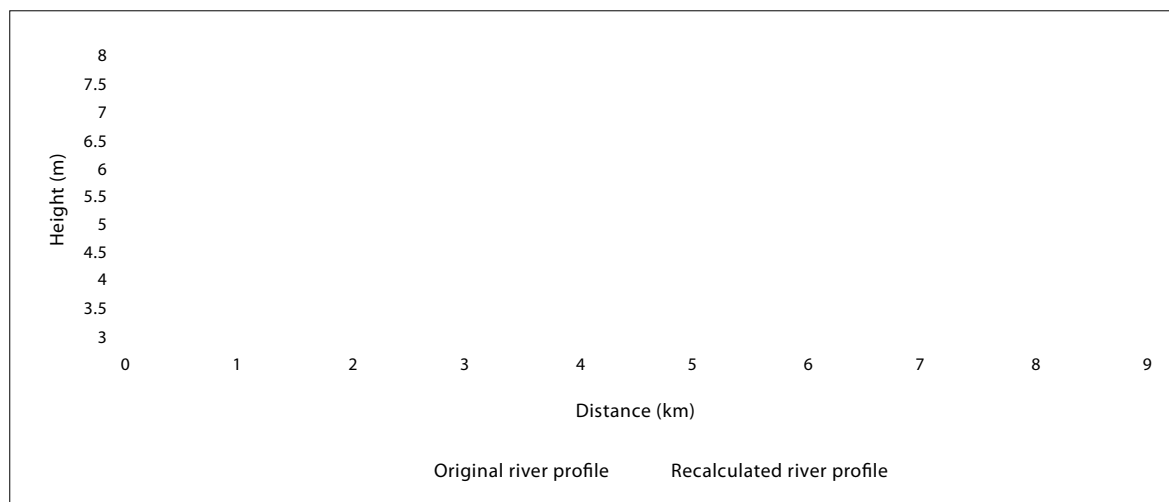 8
7.5
7
6.5
6
5.5
5
4.5
4
3.5
3
Height (m)
0 1 2 3 4 5 6 7 8 9
Distance (km)
Original river profile Recalculated river profile